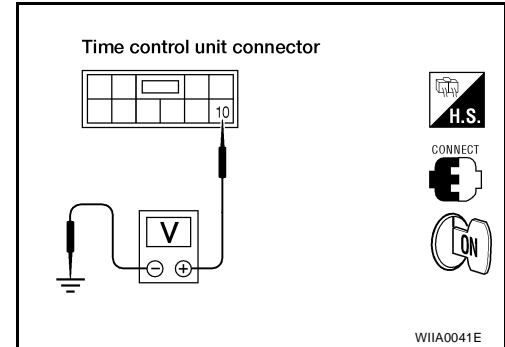 Time control unit connector
10
H.S.
CONNECT
V
ON
WIIA0041E